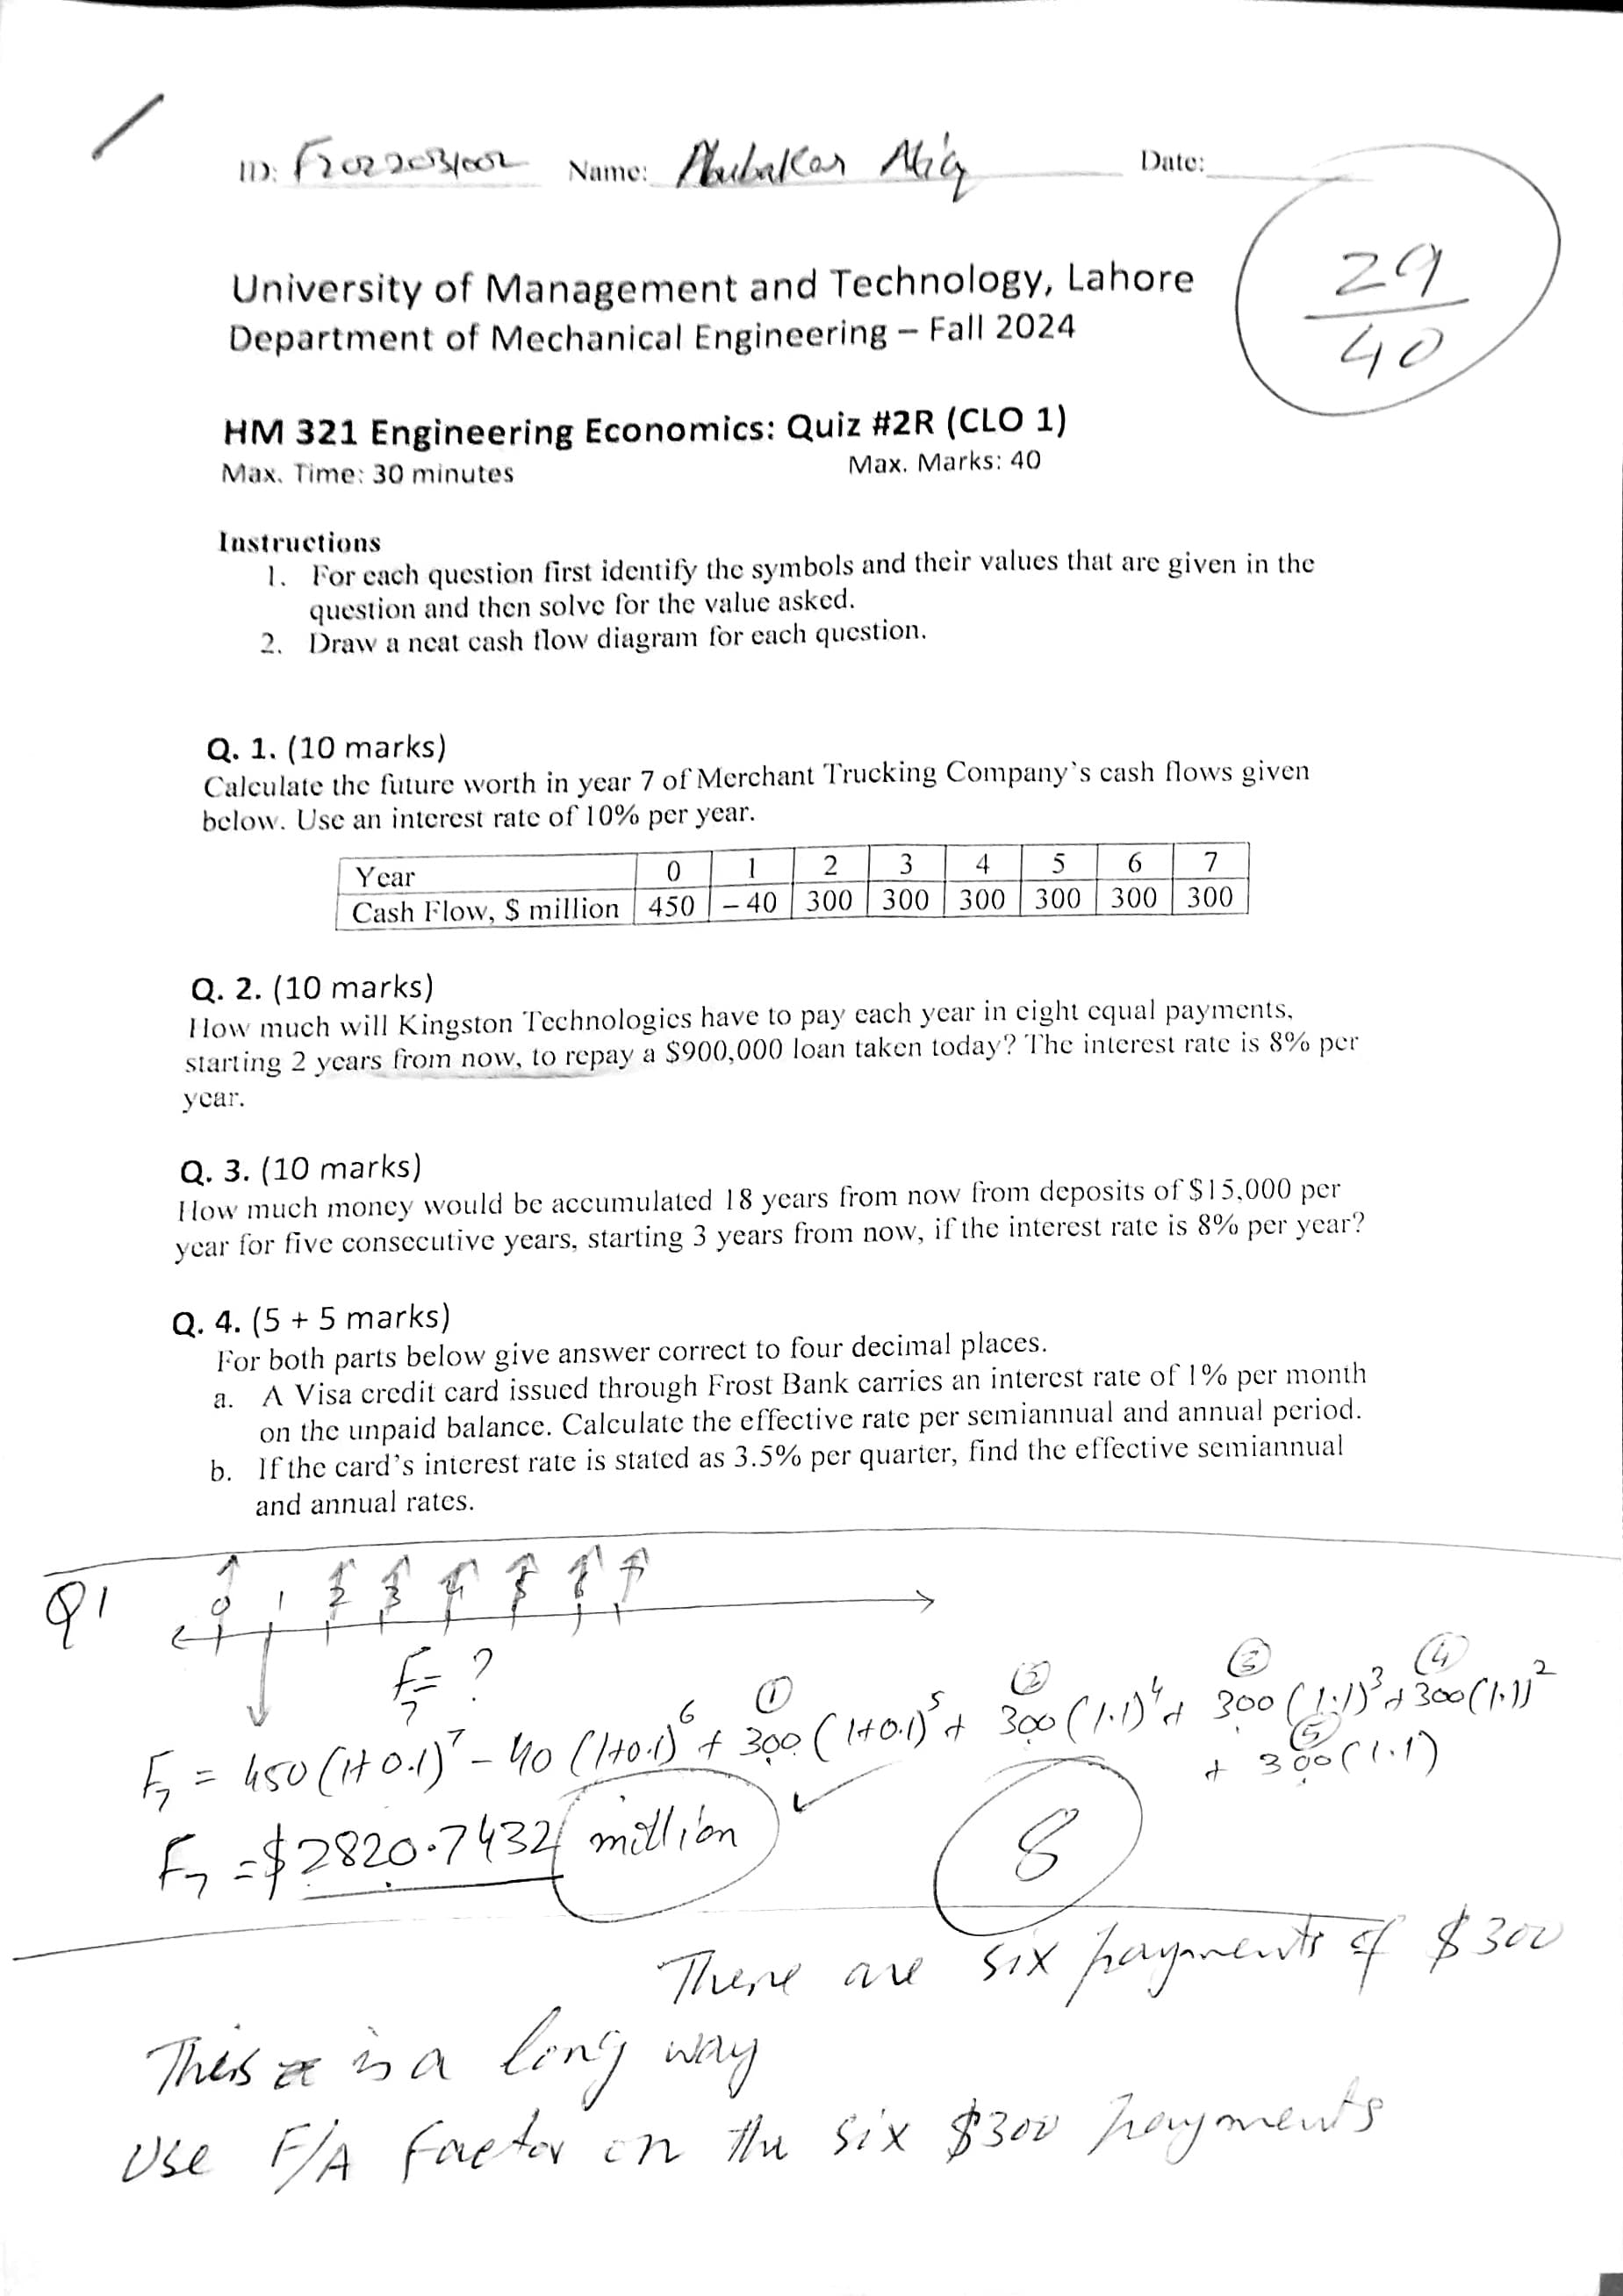 ID: F2022031002 Name: Abubakar Atiq Date:
29
40
University of Management and Technology, Lahore
Department of Mechanical Engineering – Fall 2024
HM 321 Engineering Economics: Quiz #2R (CLO 1)
Max. Time: 30 minutes Max. Marks: 40
Instructions
1. For each question first identify the symbols and their values that are given in the
question and then solve for the value asked.
2. Draw a neat cash flow diagram for each question.
Q. 1. (10 marks)
Calculate the future worth in year 7 of Merchant Trucking Company's cash flows given
below. Use an interest rate of 10% per year.
Year 0 1 2 3 4 5 6 7
Cash Flow, $ million 450 – 40 300 300 300 300 300 300
Q. 2. (10 marks)
How much will Kingston Technologies have to pay each year in eight equal payments,
starting 2 years from now, to repay a $900,000 loan taken today? The interest rate is 8% per
year.
Q. 3. (10 marks)
How much money would be accumulated 18 years from now from deposits of $15,000 per
year for five consecutive years, starting 3 years from now, if the interest rate is 8% per year?
Q. 4. (5 + 5 marks)
For both parts below give answer correct to four decimal places.
a. A Visa credit card issued through Frost Bank carries an interest rate of 1% per month
on the unpaid balance. Calculate the effective rate per semiannual and annual period.
b. If the card's interest rate is stated as 3.5% per quarter, find the effective semiannual
and annual rates.
Q1 0 1 2 3 4 5 6 7
F7 = ?
① ② ③ ④
F7 = 450(1+0.1)^7 – 40(1+0.1)^6 + 300(1+0.1)^5 + 300(1.1)^4 + 300(1.1)^3 + 300(1.1)^2
⑤
+ 300(1.1)
F7 = $2820.7432 million ✓ 8
There are six payments of $300
This is a long way
Use F/A factor on the six $300 payments